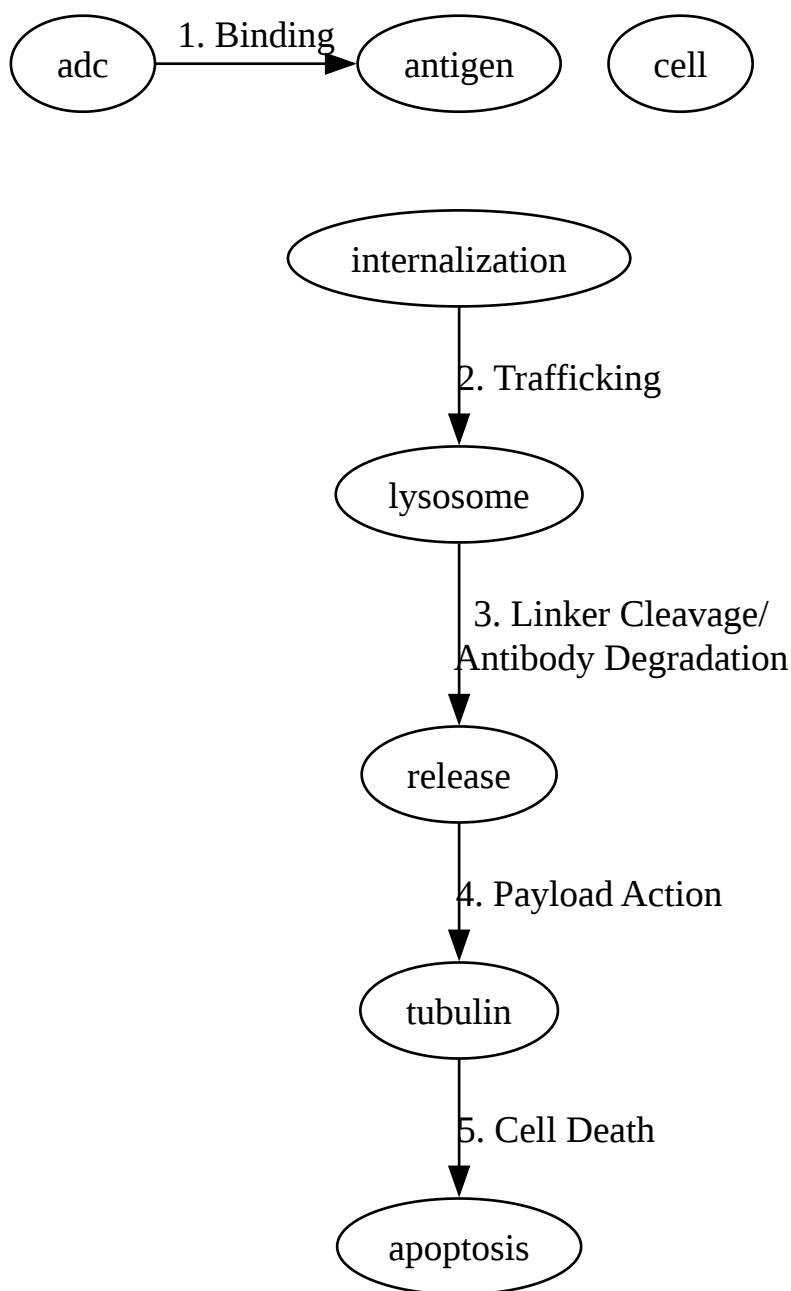 1. Binding
adc
antigen
cell
internalization
2. Trafficking
lysosome
3. Linker Cleavage/
Antibody Degradation
release
4. Payload Action
tubulin
5. Cell Death
apoptosis